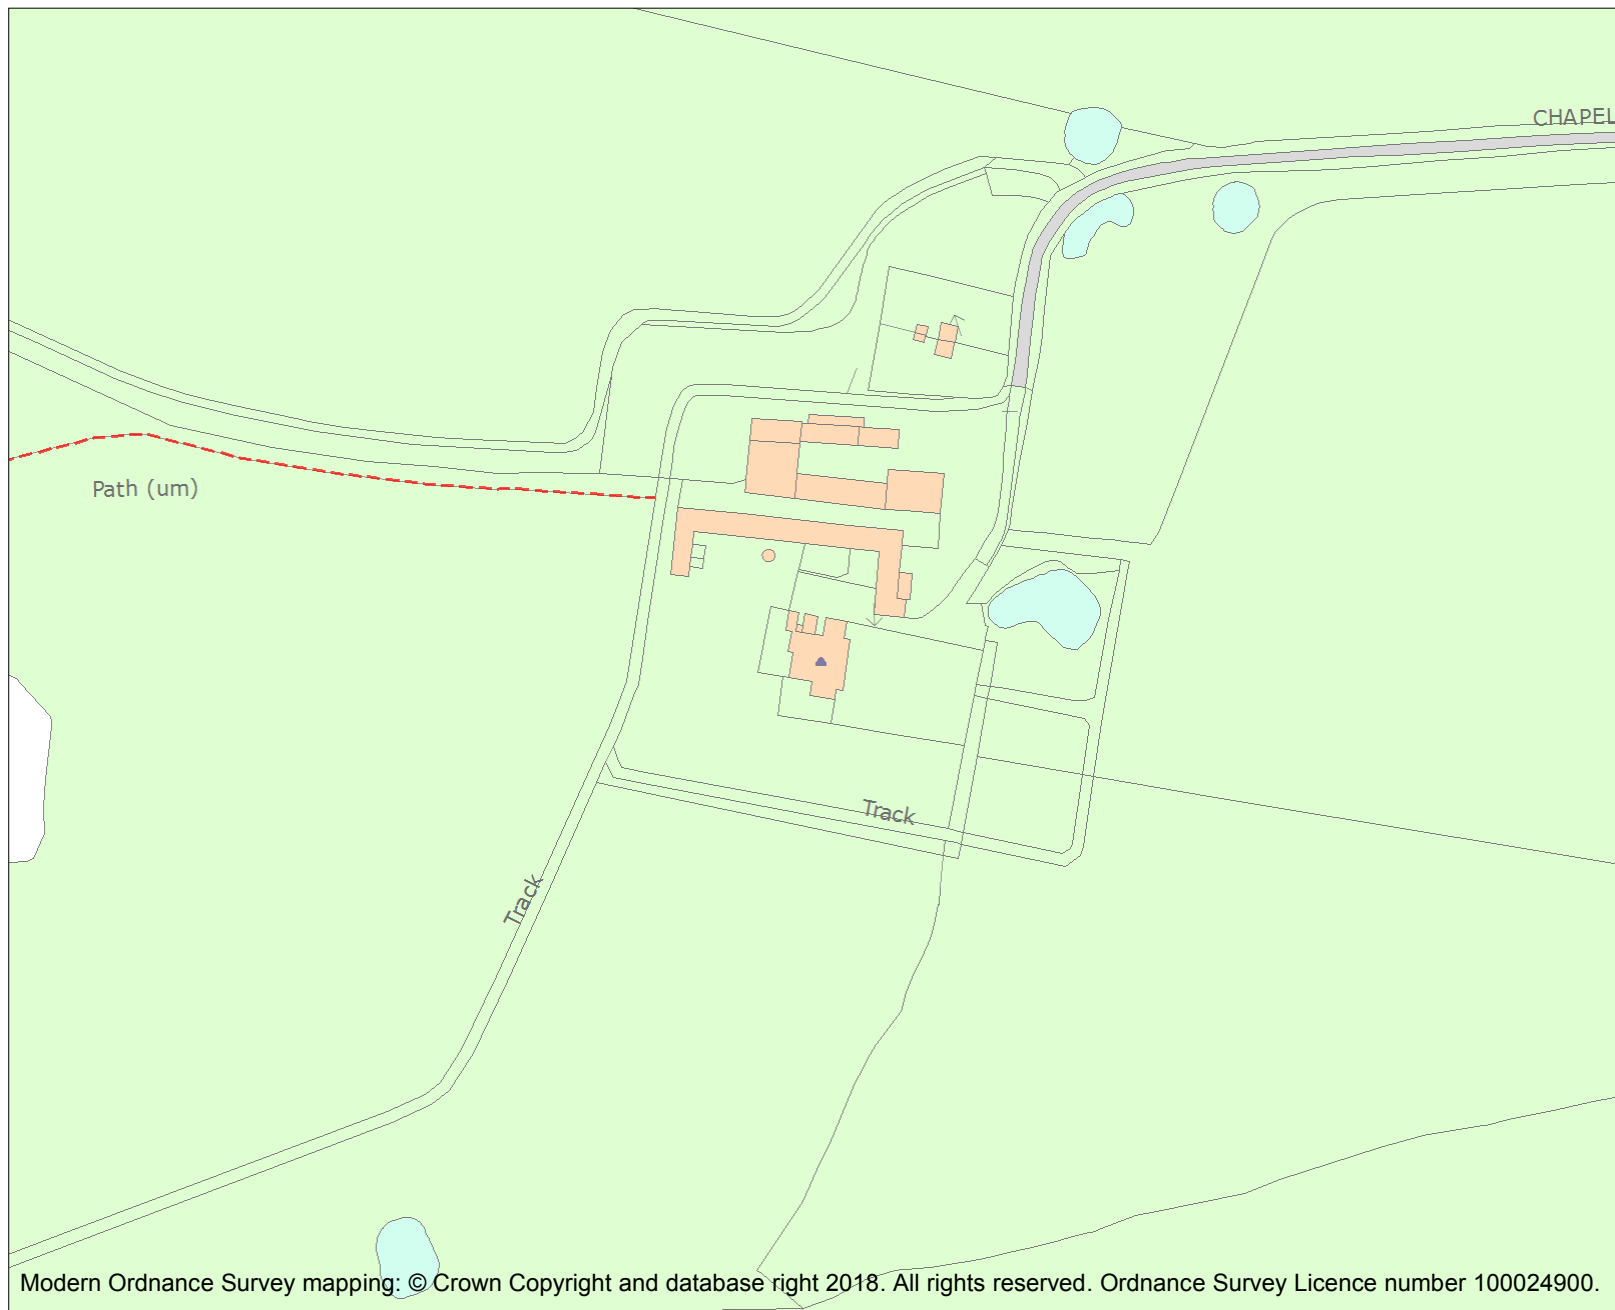 CHAPEL
Path (um)
Track
Track
Modern Ordnance Survey mapping: © Crown Copyright and database right 2018. All rights reserved. Ordnance Survey Licence number 100024900.